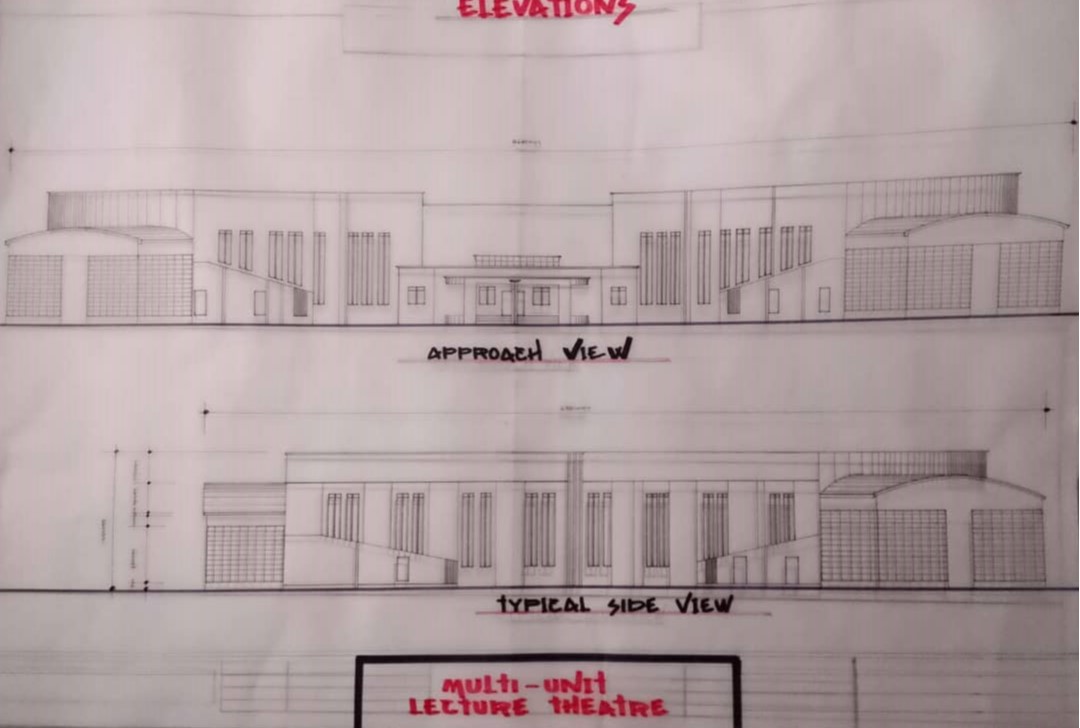 ELEVATIONS
APPROACH VIEW
TYPICAL SIDE VIEW
MULTI-UNIT
LECTURE THEATRE